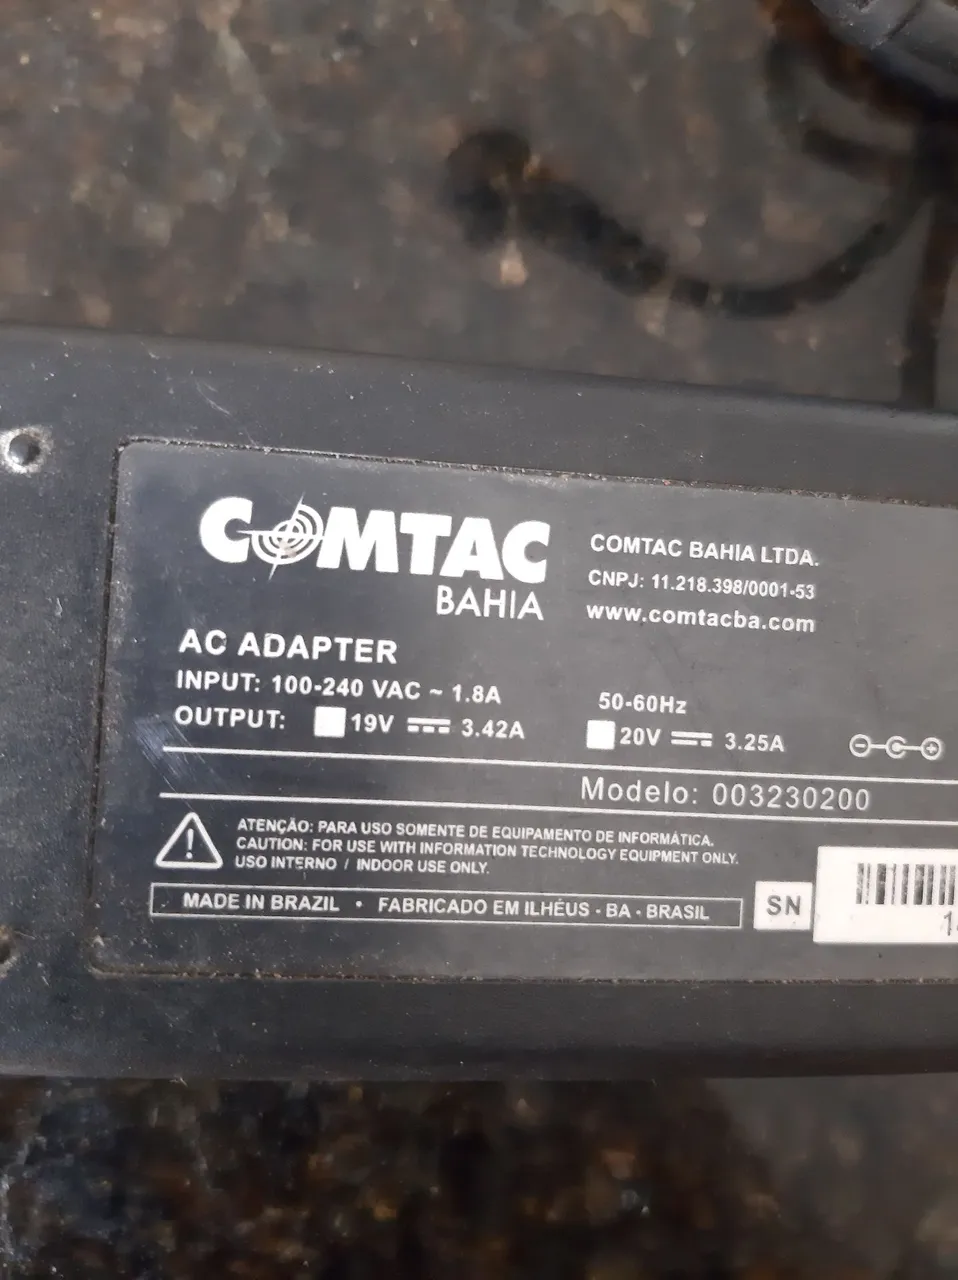 COMTAC
BAHIA
COMTAC BAHIA LTDA.
CNPJ: 11.218.398/0001-53
www.comtacba.com
AC ADAPTER
INPUT: 100-240 VAC ~ 1.8A 50-60Hz
OUTPUT: 19V 3.42A 20V 3.25A
Modelo: 003230200
ATENÇÃO: PARA USO SOMENTE DE EQUIPAMENTO DE INFORMÁTICA.
CAUTION: FOR USE WITH INFORMATION TECHNOLOGY EQUIPMENT ONLY.
USO INTERNO / INDOOR USE ONLY.
MADE IN BRAZIL • FABRICADO EM ILHÉUS - BA - BRASIL
SN